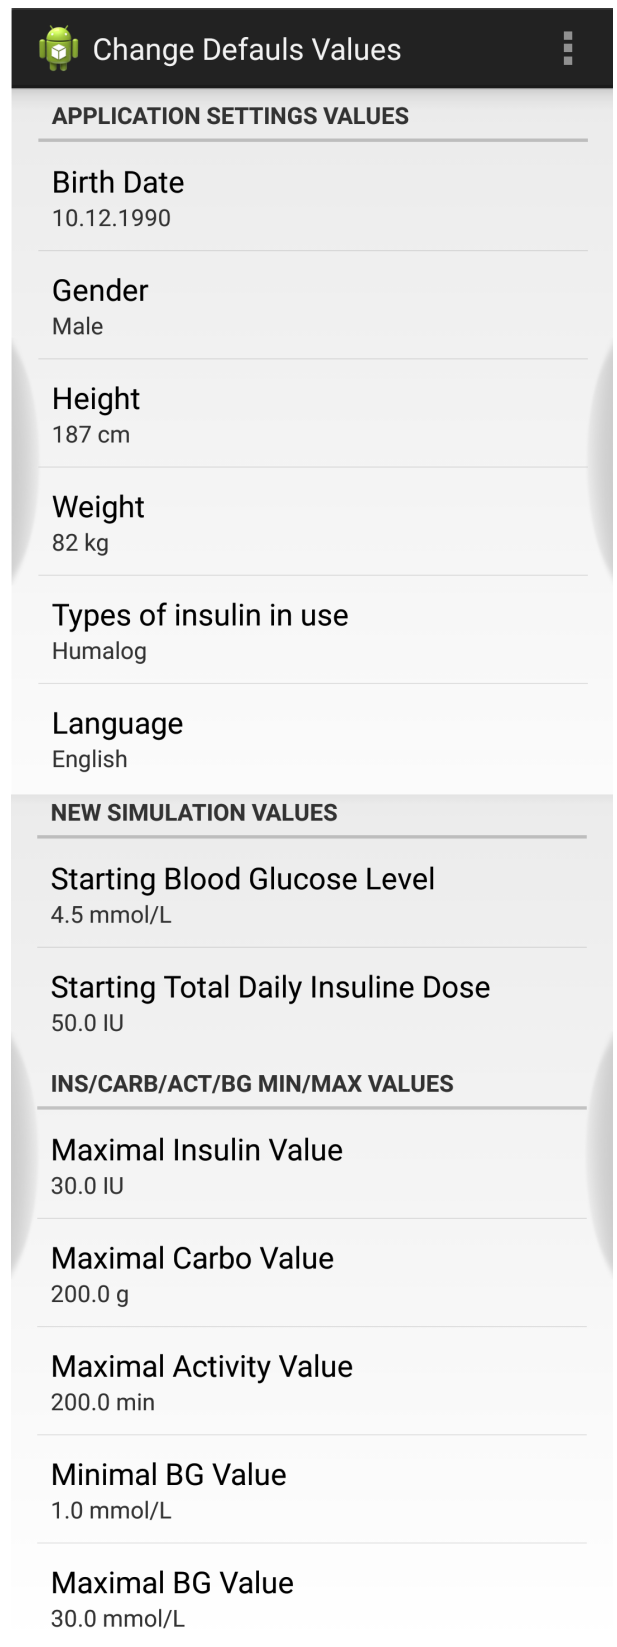 Change Defauls Values
APPLICATION SETTINGS VALUES
Birth Date
10.12.1990
Gender
Male
Height
187 cm
Weight
82 kg
Types of insulin in use
Humalog
Language
English
NEW SIMULATION VALUES
Starting Blood Glucose Level
4.5 mmol/L
Starting Total Daily Insuline Dose
50.0 IU
INS/CARB/ACT/BG MIN/MAX VALUES
Maximal Insulin Value
30.0 IU
Maximal Carbo Value
200.0 g
Maximal Activity Value
200.0 min
Minimal BG Value
1.0 mmol/L
Maximal BG Value
30.0 mmol/L